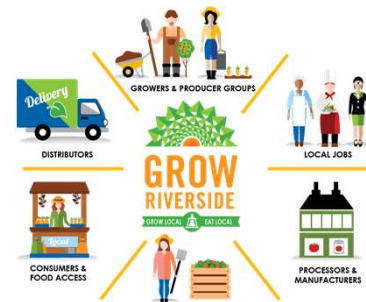 GROWERS & PRODUCER GROUPS
Delivery
DISTRIBUTORS
LOCAL JOBS
GROW
RIVERSIDE
GROW LOCAL EAT LOCAL
Local
CONSUMERS &
FOOD ACCESS
PROCESSORS &
MANUFACTURERS